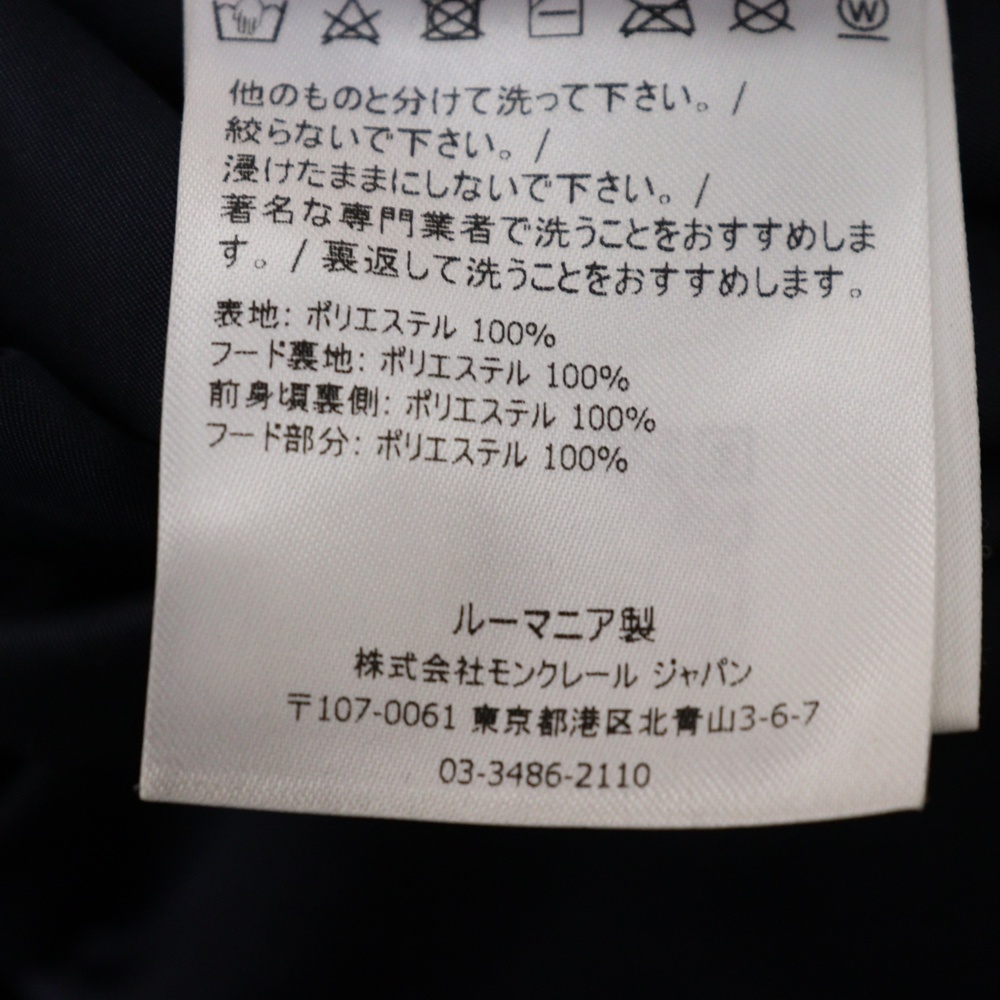 W
他のものと分けて洗って下さい。/
絞らないで下さい。/
浸けたままにしないで下さい。/
著名な専門業者で洗うことをおすすめしま
す。/ 裏返して洗うことをおすすめします。
表地: ポリエステル 100%
フード裏地: ポリエステル 100%
前身頃裏側: ポリエステル 100%
フード部分: ポリエステル 100%
ルーマニア製
株式会社モンクレール ジャパン
〒107-0061 東京都港区北青山3-6-7
03-3486-2110